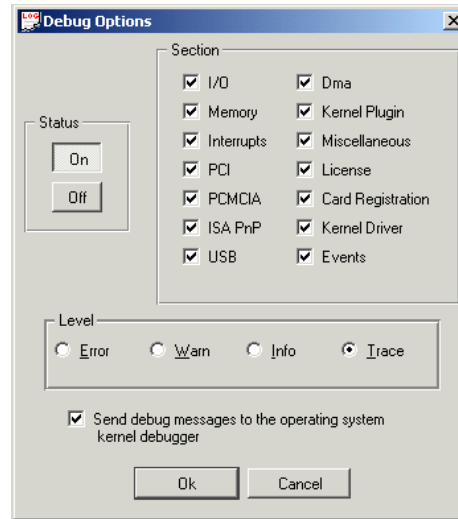 LOG Debug Options
Section
I/O
Dma
Memory
Kernel Plugin
Status
Interrupts
Miscellaneous
On
PCI
License
Off
PCMCIA
Card Registration
ISA PnP
Kernel Driver
USB
Events
Level
Error Warn Info Trace
Send debug messages to the operating system
kernel debugger
Ok Cancel